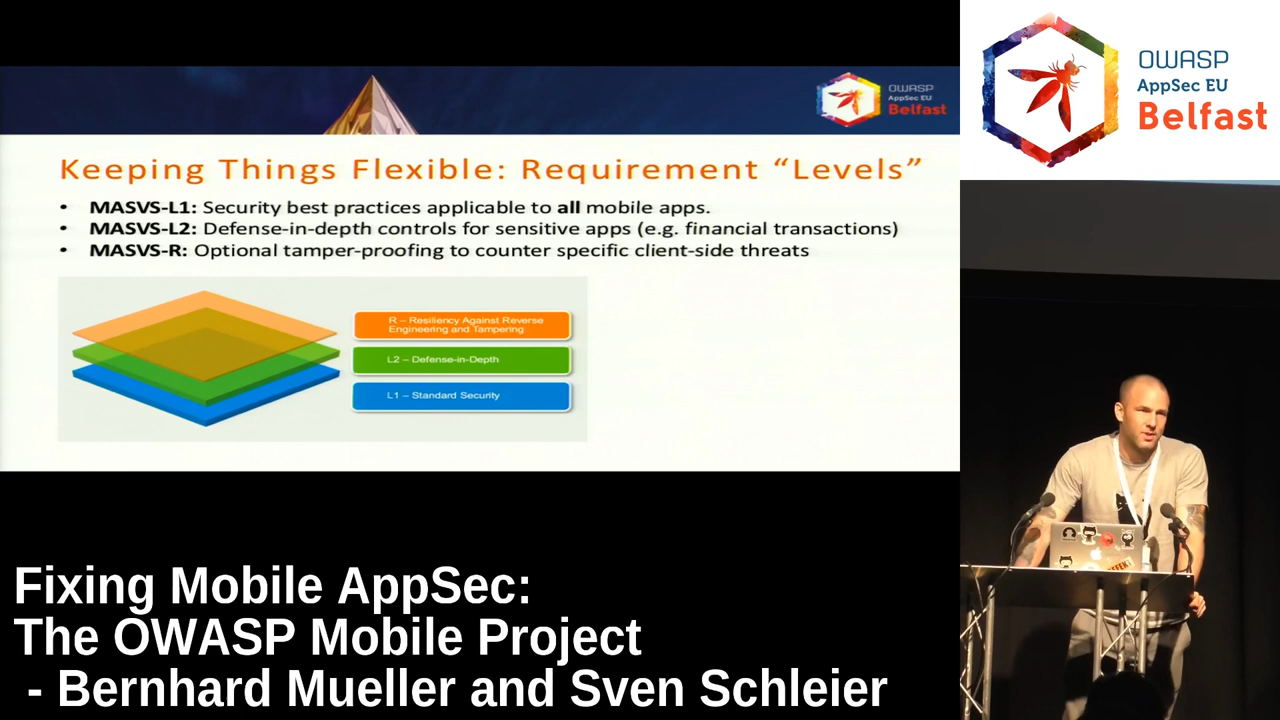 OWASP
AppSec EU
Belfast
OWASP
AppSec EU
Belfast
Keeping Things Flexible: Requirement “Levels”
• MASVS-L1: Security best practices applicable to all mobile apps.
• MASVS-L2: Defense-in-depth controls for sensitive apps (e.g. financial transactions)
• MASVS-R: Optional tamper-proofing to counter specific client-side threats
R – Resiliency Against Reverse
Engineering and Tampering
L2 – Defense-in-Depth
L1 – Standard Security
Fixing Mobile AppSec:
The OWASP Mobile Project
- Bernhard Mueller and Sven Schleier